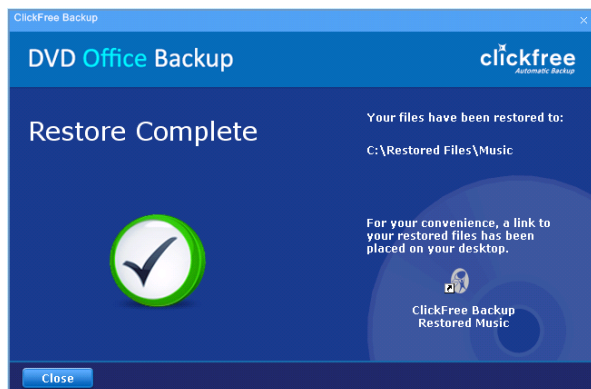 ClickFree Backup
DVD Office Backup
clickfree
Automatic Backup
Restore Complete
Your files have been restored to:
C:\Restored Files\Music
For your convenience, a link to
your restored files has been
placed on your desktop.
ClickFree Backup
Restored Music
Close